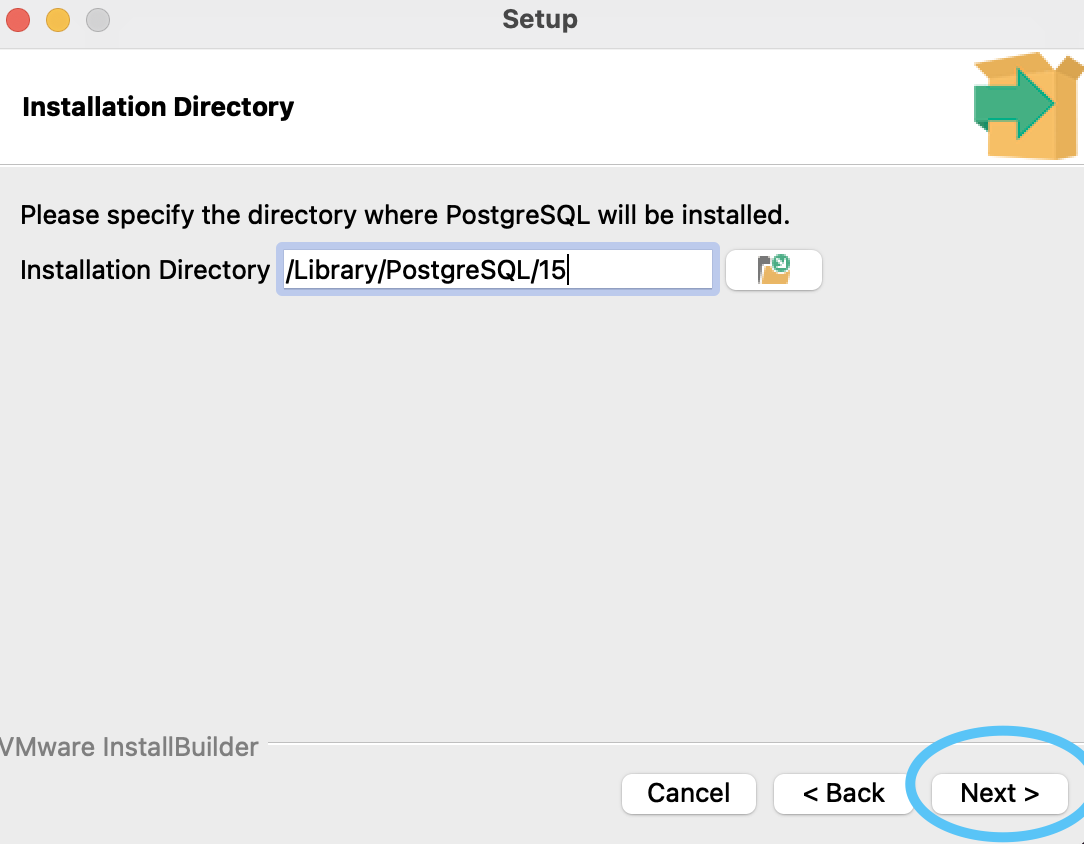 Setup
Installation Directory
Please specify the directory where PostgreSQL will be installed.
Installation Directory /Library/PostgreSQL/15
VMware InstallBuilder
Cancel < Back Next >